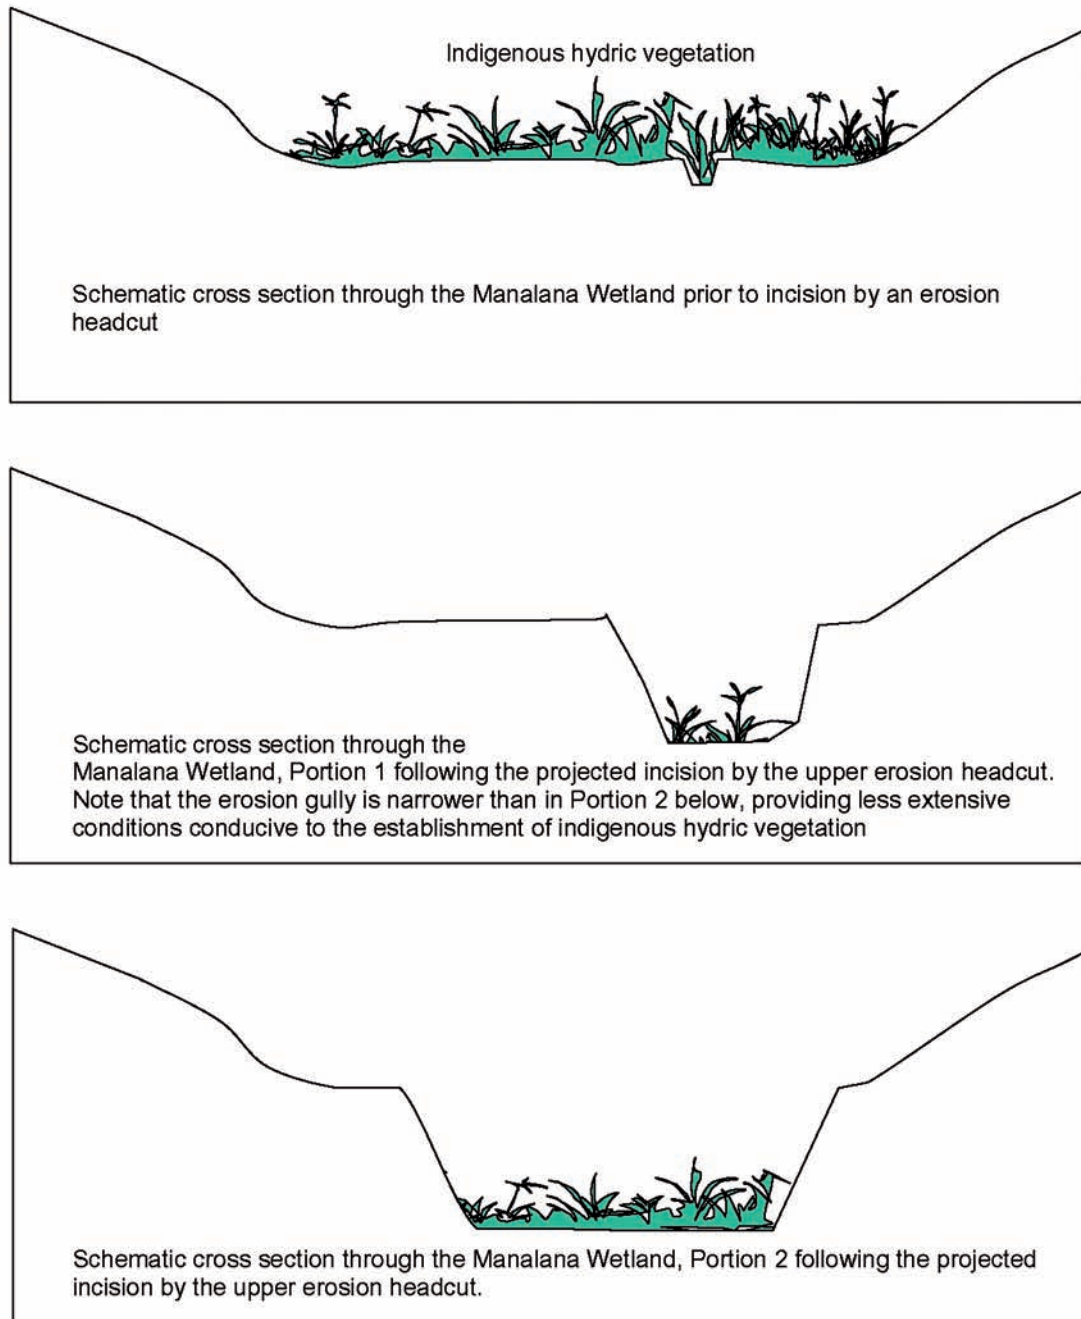 Indigenous hydric vegetation
Schematic cross section through the Manalana Wetland prior to incision by an erosion
headcut
Schematic cross section through the
Manalana Wetland, Portion 1 following the projected incision by the upper erosion headcut.
Note that the erosion gully is narrower than in Portion 2 below, providing less extensive
conditions conducive to the establishment of indigenous hydric vegetation
Schematic cross section through the Manalana Wetland, Portion 2 following the projected
incision by the upper erosion headcut.